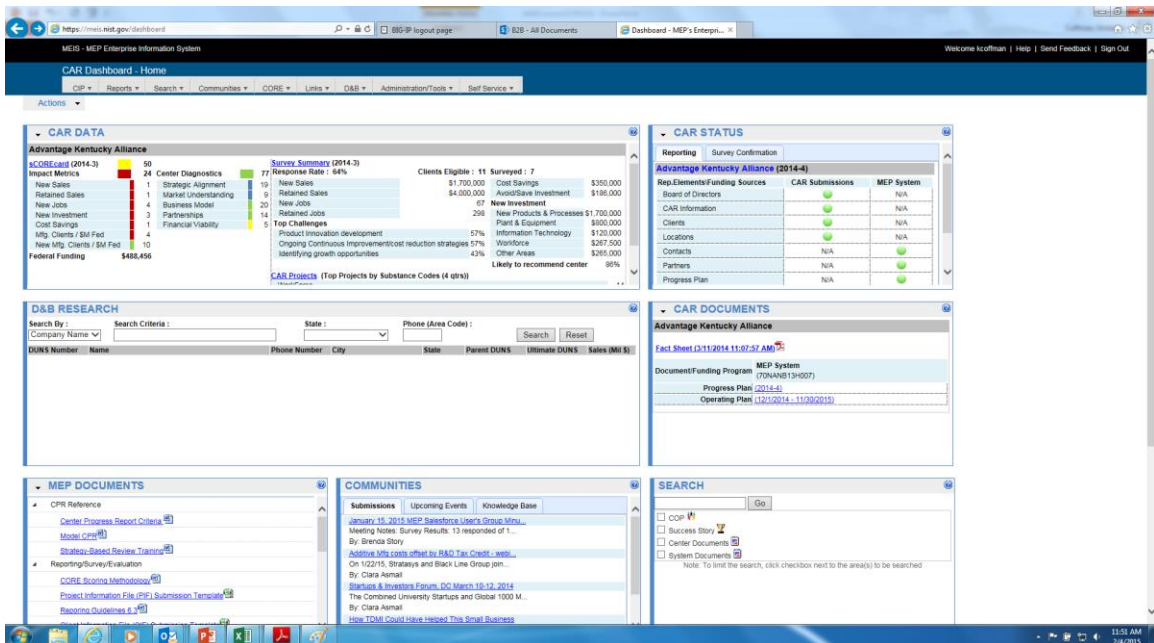 https://meis.nist.gov/dashboard
BIG-IP logout page
B2B - All Documents
Dashboard - MEP's Enterpri...
MEIS - MEP Enterprise Information System
Welcome kcoffman | Help | Send Feedback | Sign Out
CAR Dashboard - Home
CIP Reports Search Communities CORE Links D&B Administration/Tools Self Service
Actions
CAR DATA
Advantage Kentucky Alliance
sCOREcard (2014-3) 50
Impact Metrics 24
New Sales 1
Retained Sales 1
New Jobs 4
New Investment 3
Cost Savings 1
Mfg. Clients / $M Fed 4
New Mfg. Clients / $M Fed 10
Federal Funding $488,456
Center Diagnostics 77
Strategic Alignment 19
Market Understanding 9
Business Model 20
Partnerships 14
Financial Viability 5
Survey Summary (2014-3)
Response Rate : 64% Clients Eligible : 11 Surveyed : 7
New Sales $1,700,000
Retained Sales $4,000,000
New Jobs 67
Retained Jobs 298
Top Challenges
Product Innovation development 57%
Ongoing Continuous Improvement/cost reduction strategies 57%
Identifying growth opportunities 43%
Cost Savings $350,000
Avoid/Save Investment $186,000
New Investment
New Products & Processes $1,700,000
Plant & Equipment $800,000
Information Technology $120,000
Workforce $267,500
Other Areas $265,000
Likely to recommend center 86%
CAR Projects (Top Projects by Substance Codes (4 qtrs))
CAR STATUS
Reporting Survey Confirmation
Advantage Kentucky Alliance (2014-4)
Rep.Elements\Funding Sources CAR Submissions MEP System
Board of Directors N/A
CAR Information N/A
Clients N/A
Locations N/A
Contacts N/A
Partners N/A
Progress Plan N/A
D&B RESEARCH
Search By : Search Criteria : State : Phone (Area Code) :
Company Name Search Reset
DUNS Number Name Phone Number City State Parent DUNS Ultimate DUNS Sales (Mil $)
CAR DOCUMENTS
Advantage Kentucky Alliance
Fact Sheet (3/11/2014 11:07:57 AM)
Document/Funding Program MEP System
(70NANB13H007)
Progress Plan (2014-4)
Operating Plan (12/1/2014 - 11/30/2015)
MEP DOCUMENTS
CPR Reference
Center Progress Report Criteria
Model CPR
Strategy-Based Review Training
Reporting/Survey/Evaluation
CORE Scoring Methodology
Project Information File (PIF) Submission Template
Reporing Guidelines 6.3
COMMUNITIES
Submissions Upcoming Events Knowledge Base
January 15, 2015 MEP Salesforce User's Group Minu...
Meeting Notes: Survey Results: 13 responded of 1...
By: Brenda Story
Additive Mfg costs offset by R&D Tax Credit - webi...
On 1/22/15, Stratasys and Black Line Group join...
By: Clara Asmail
Startups & Investors Forum, DC March 10-12, 2014
The Combined University Startups and Global 1000 M...
By: Clara Asmail
How TDMI Could Have Helped This Small Business
SEARCH
Go
COP
Success Story
Center Documents
System Documents
Note: To limit the search, click checkbox next to the area(s) to be searched
11:51 AM
2/4/2015